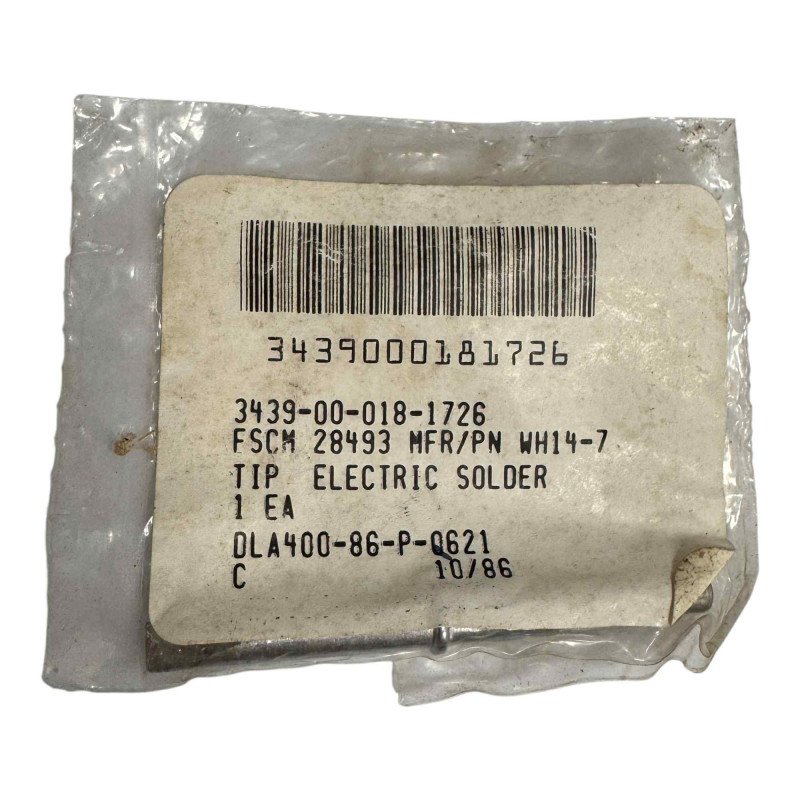 3439000181726
3439-00-018-1726
FSCM 28493 MFR/PN WH14-7
TIP ELECTRIC SOLDER
1 EA
DLA400-86-P-Q621
C 10/86